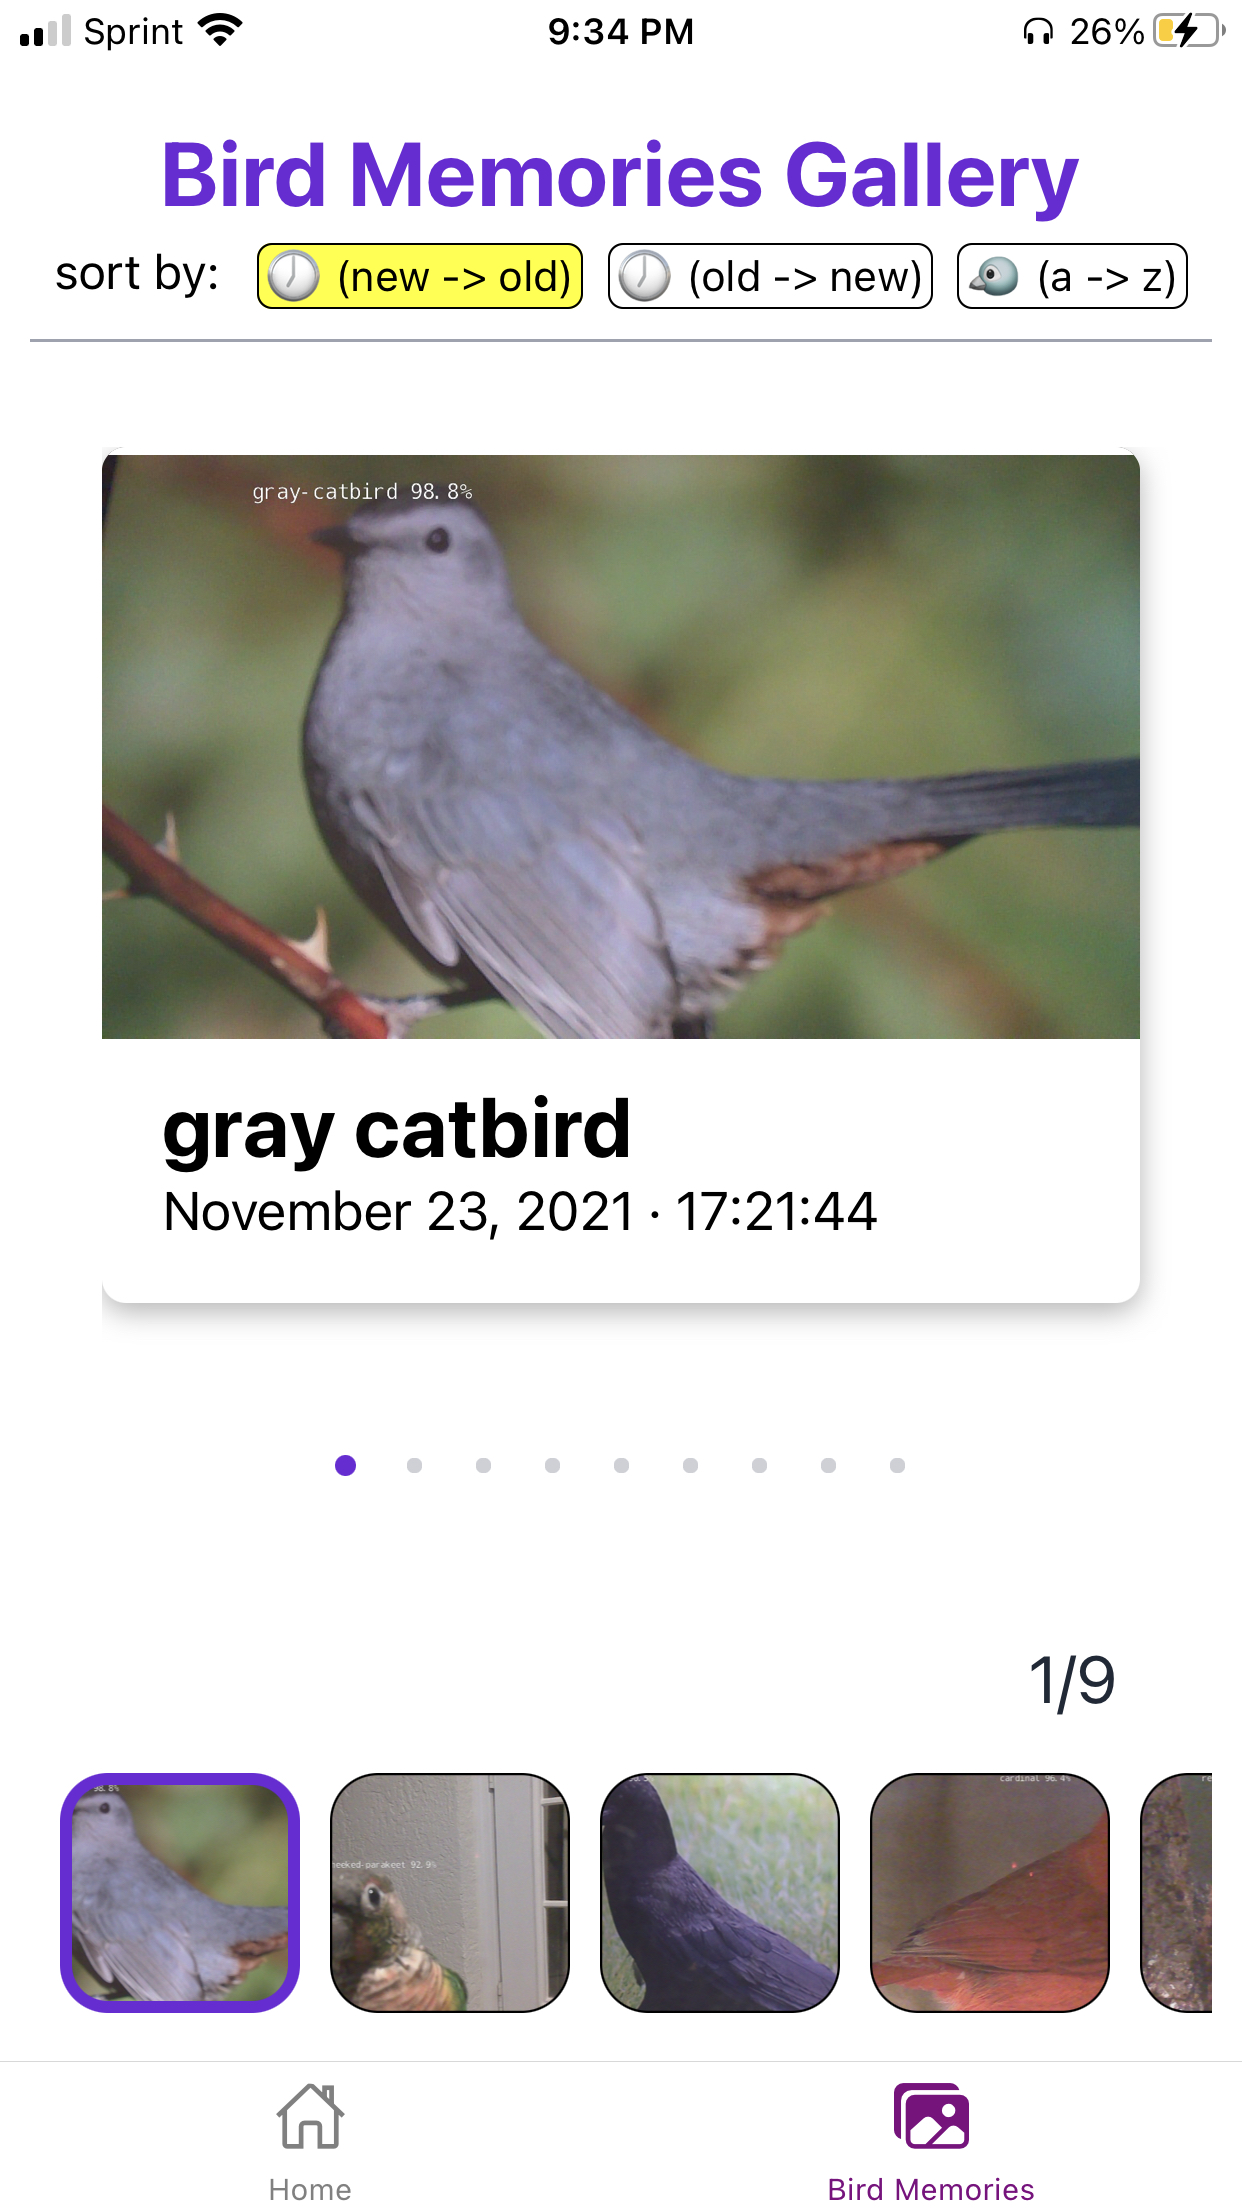 Sprint 9:34 PM 26%
Bird Memories Gallery
sort by: (new -> old) (old -> new) (a -> z)
gray-catbird 98.8%
gray catbird
November 23, 2021 · 17:21:44
1/9
98.8%
heeked-parakeet 92.9%
cardinal 96.4%
re
Home Bird Memories